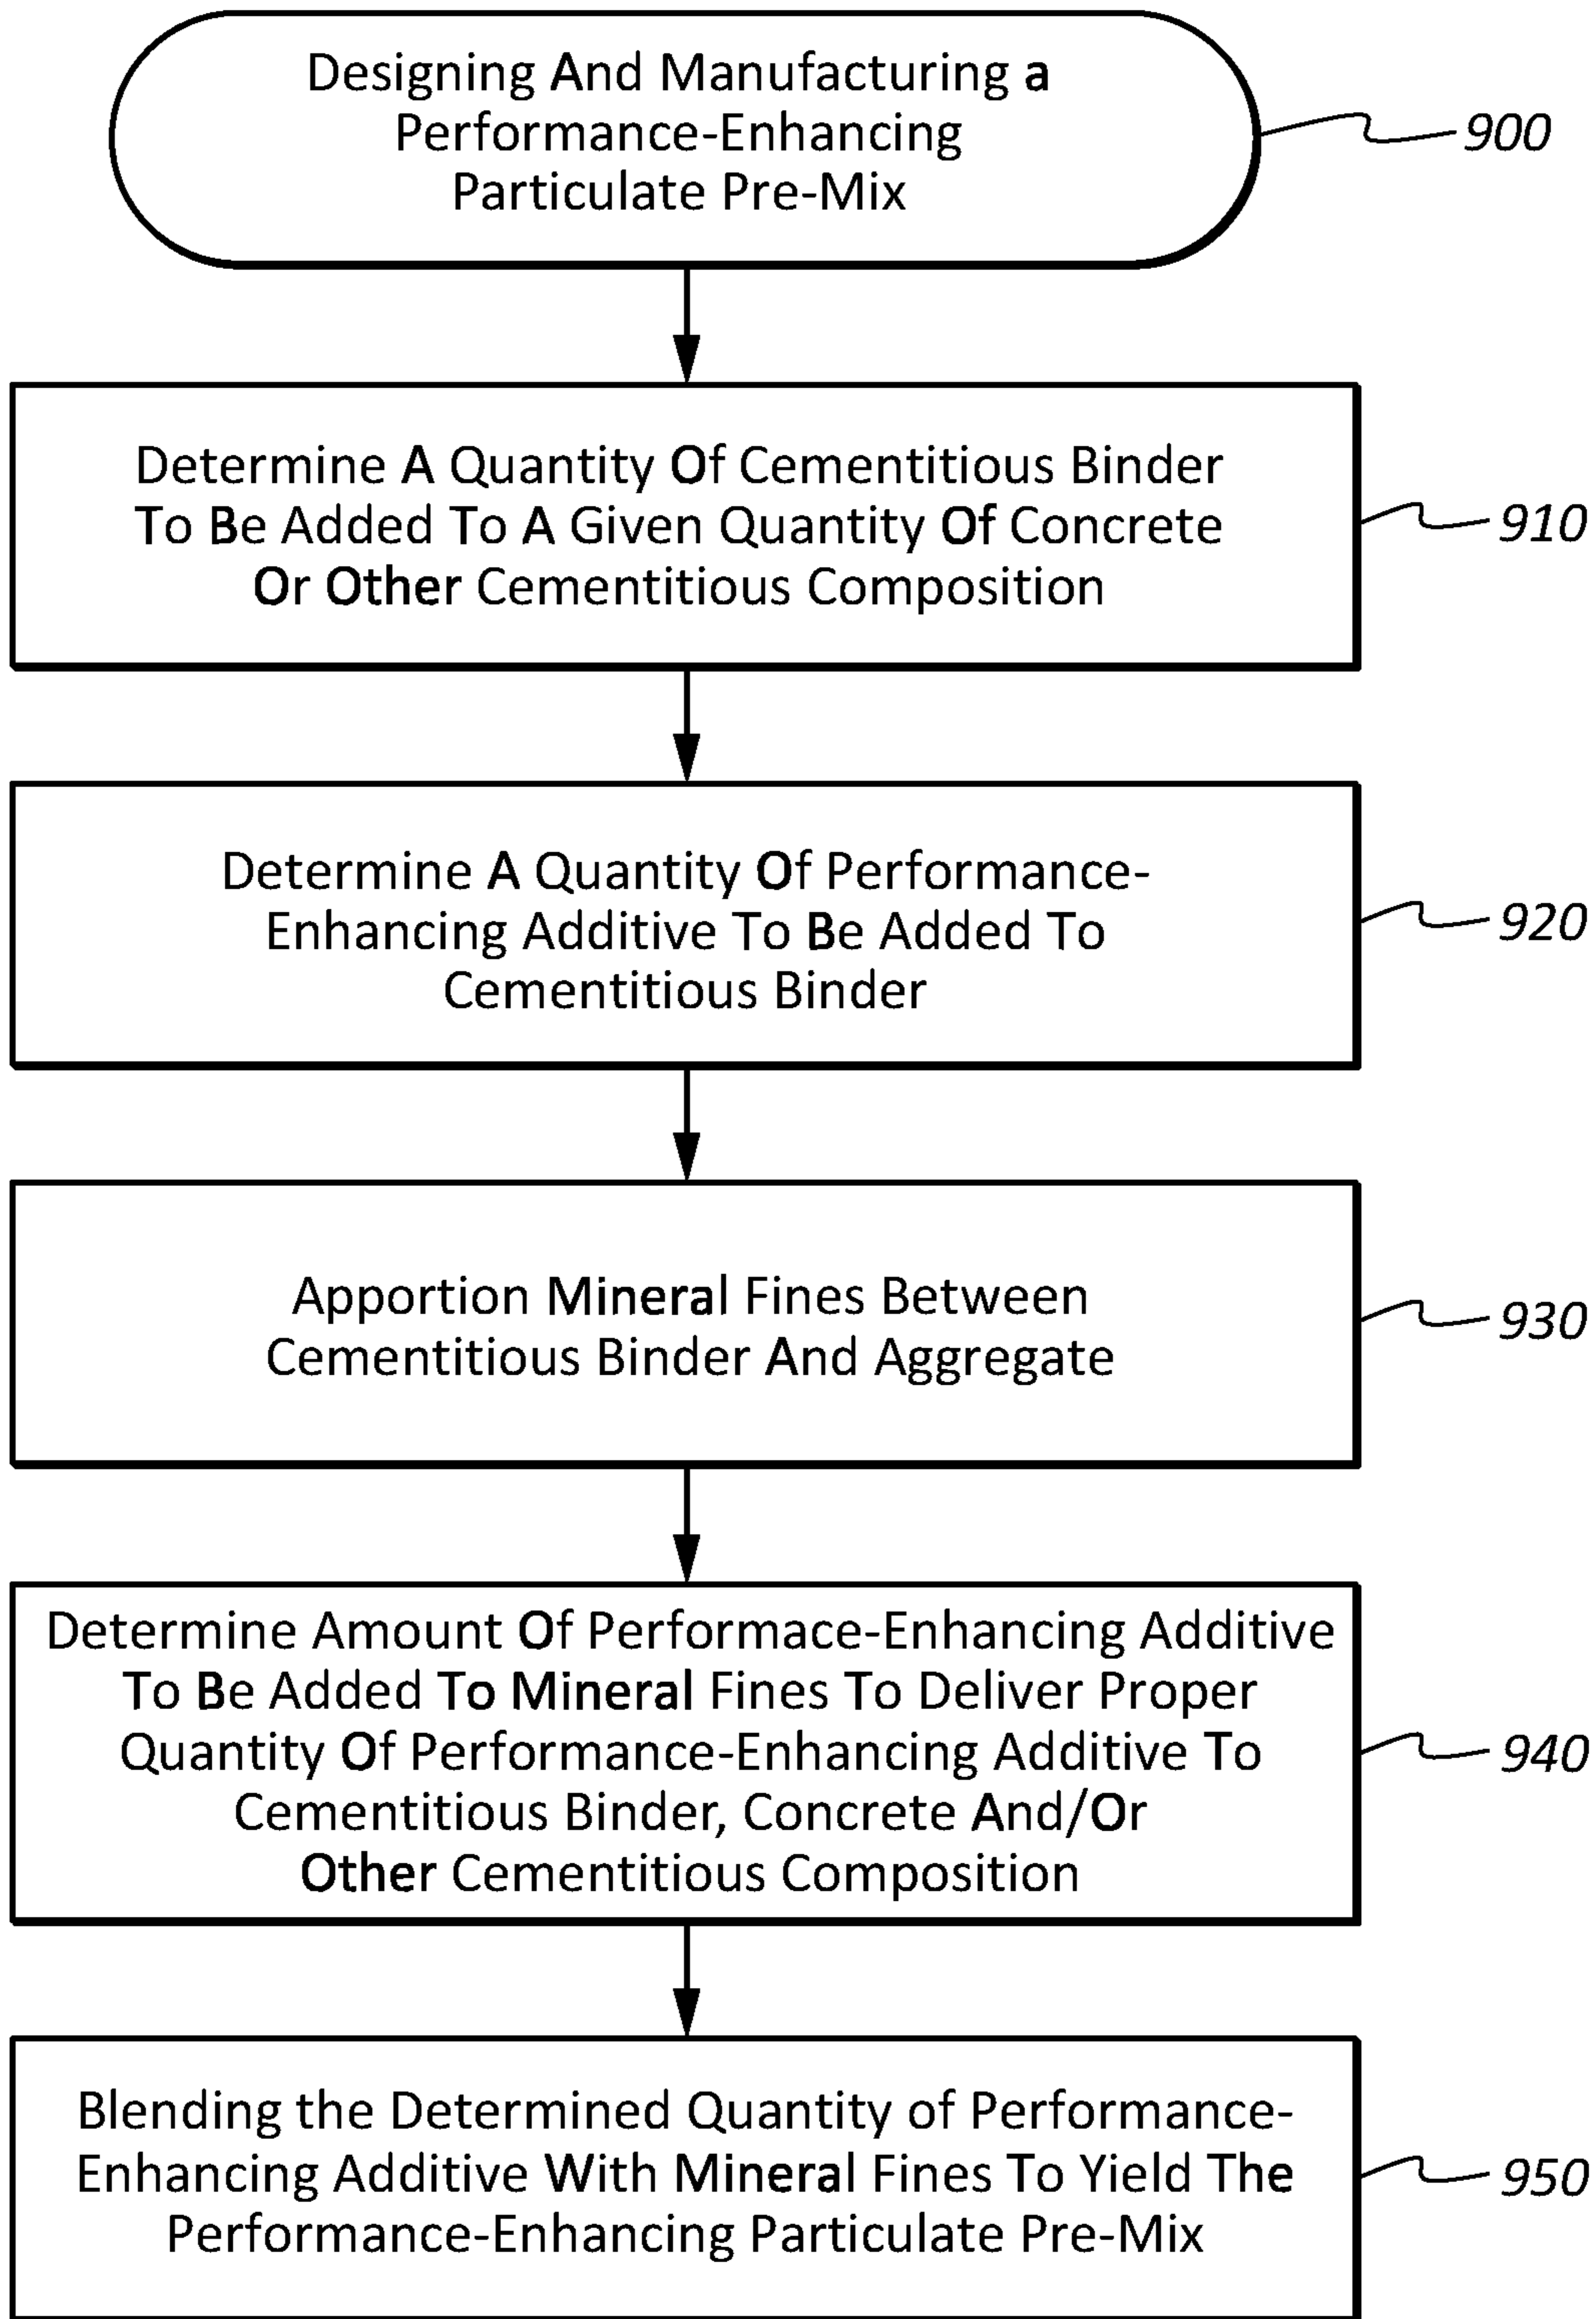 Designing And Manufacturing a
Performance-Enhancing
Particulate Pre-Mix
900
Determine A Quantity Of Cementitious Binder
To Be Added To A Given Quantity Of Concrete
Or Other Cementitious Composition
910
Determine A Quantity Of Performance-
Enhancing Additive To Be Added To
Cementitious Binder
920
Apportion Mineral Fines Between
Cementitious Binder And Aggregate
930
Determine Amount Of Performace-Enhancing Additive
To Be Added To Mineral Fines To Deliver Proper
Quantity Of Performance-Enhancing Additive To
Cementitious Binder, Concrete And/Or
Other Cementitious Composition
940
Blending the Determined Quantity of Performance-
Enhancing Additive With Mineral Fines To Yield The
Performance-Enhancing Particulate Pre-Mix
950